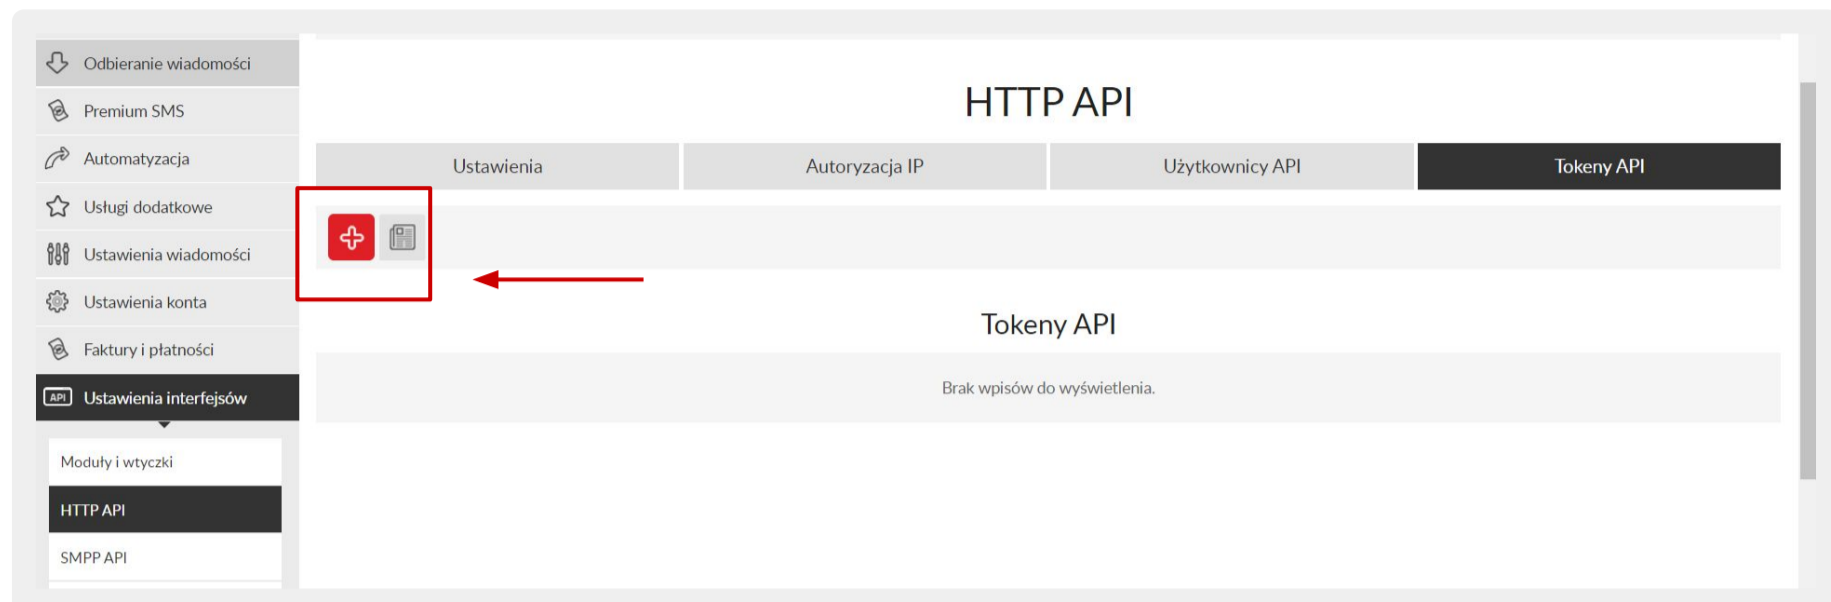 Odbieranie wiadomości
Premium SMS
Automatyzacja
Usługi dodatkowe
Ustawienia wiadomości
Ustawienia konta
Faktury i płatności
API Ustawienia interfejsów
Moduły i wtyczki
HTTP API
SMPP API
HTTP API
Ustawienia Autoryzacja IP Użytkownicy API Tokeny API
Tokeny API
Brak wpisów do wyświetlenia.